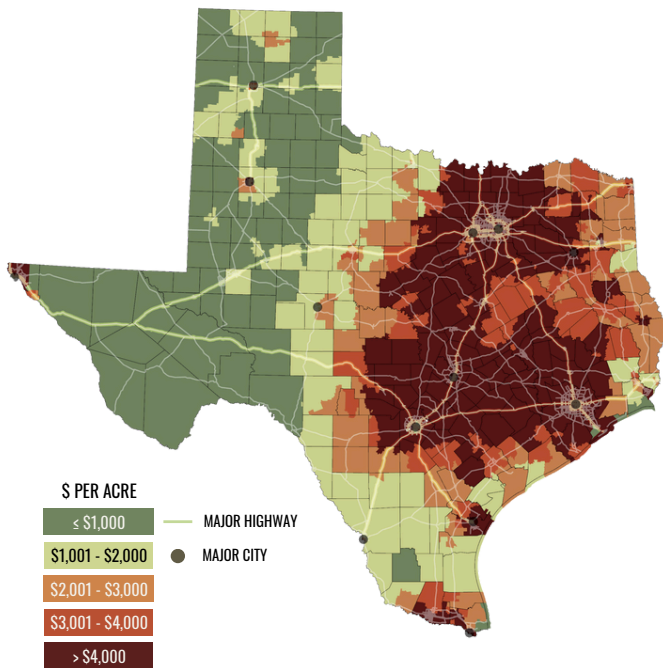 $ PER ACRE
≤ $1,000
MAJOR HIGHWAY
$1,001 - $2,000
MAJOR CITY
$2,001 - $3,000
$3,001 - $4,000
> $4,000